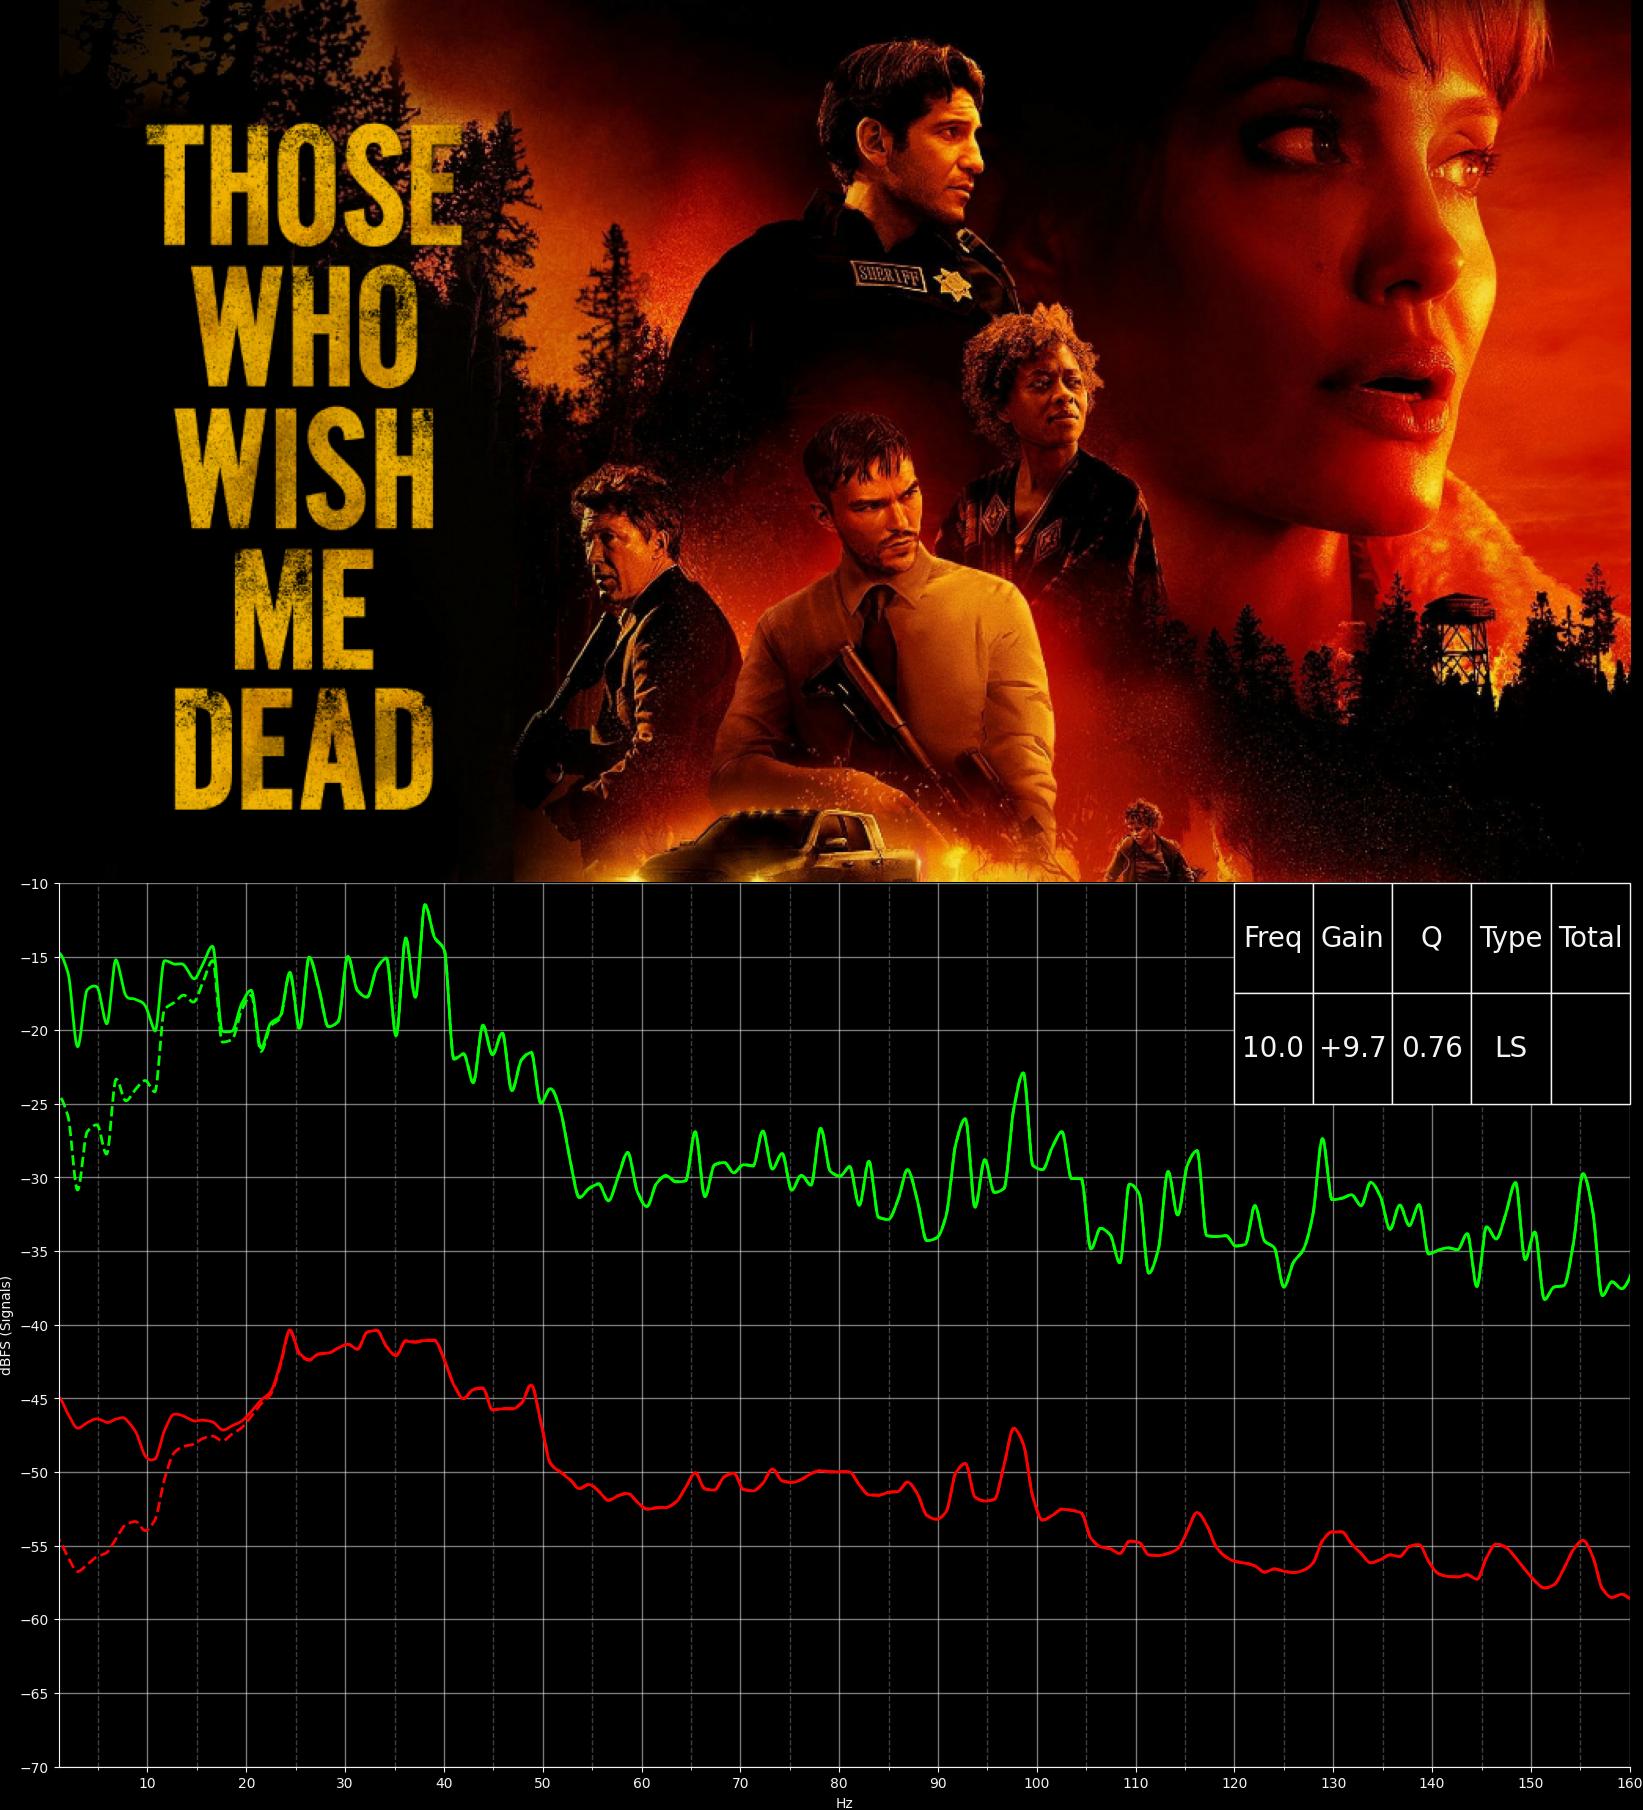 THOSE
WHO
WISH
ME
DEAD
SHERIFF
Freq Gain Q Type Total
10.0 +9.7 0.76 LS
dBFS (Signals)
−10
−15
−20
−25
−30
−35
−40
−45
−50
−55
−60
−65
−70
10 20 30 40 50 60 70 80 90 100 110 120 130 140 150 160
Hz